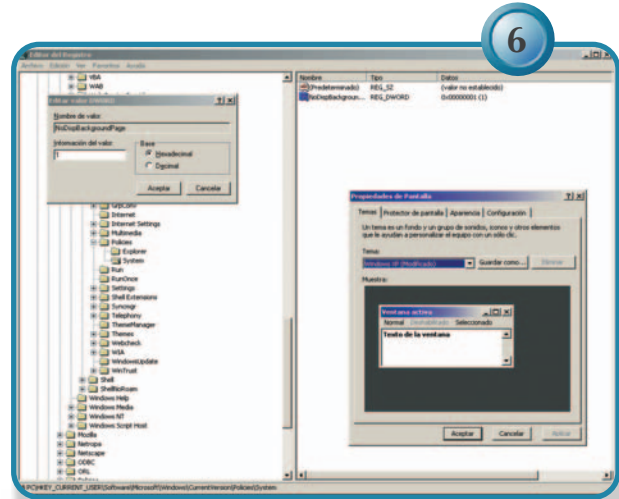 6
Editor del Registro
Archivo Edición Ver Favoritos Ayuda
VBA
WAB
Editar valor DWORD
Nombre de valor:
NoDispBackgroundPage
Información del valor:
1
Base
Hexadecimal
Decimal
Aceptar Cancelar
GrpConv
Internet
Internet Settings
Multimedia
Policies
Explorer
System
Run
RunOnce
Settings
Shell Extensions
Syncmgr
Telephony
ThemeManager
Themes
Webcheck
WIA
WindowsUpdate
WinTrust
Shell
ShellNoRoam
Windows Help
Windows Media
Windows NT
Windows Script Host
Mozilla
Netropa
Netscape
ODBC
ORL
Nombre Tipo Datos
(Predeterminado) REG_SZ (valor no establecido)
NoDispBackgroun... REG_DWORD 0x00000001 (1)
Propiedades de Pantalla
Temas Protector de pantalla Apariencia Configuración
Un tema es un fondo y un grupo de sonidos, iconos y otros elementos
que le ayudan a personalizar el equipo con un sólo clic.
Tema:
Windows XP (Modificado) Guardar como... Eliminar
Muestra:
Ventana activa
Normal Deshabilitado Seleccionado
Texto de la ventana
Aceptar Cancelar Aplicar
PC\HKEY_CURRENT_USER\Software\Microsoft\Windows\CurrentVersion\Policies\System